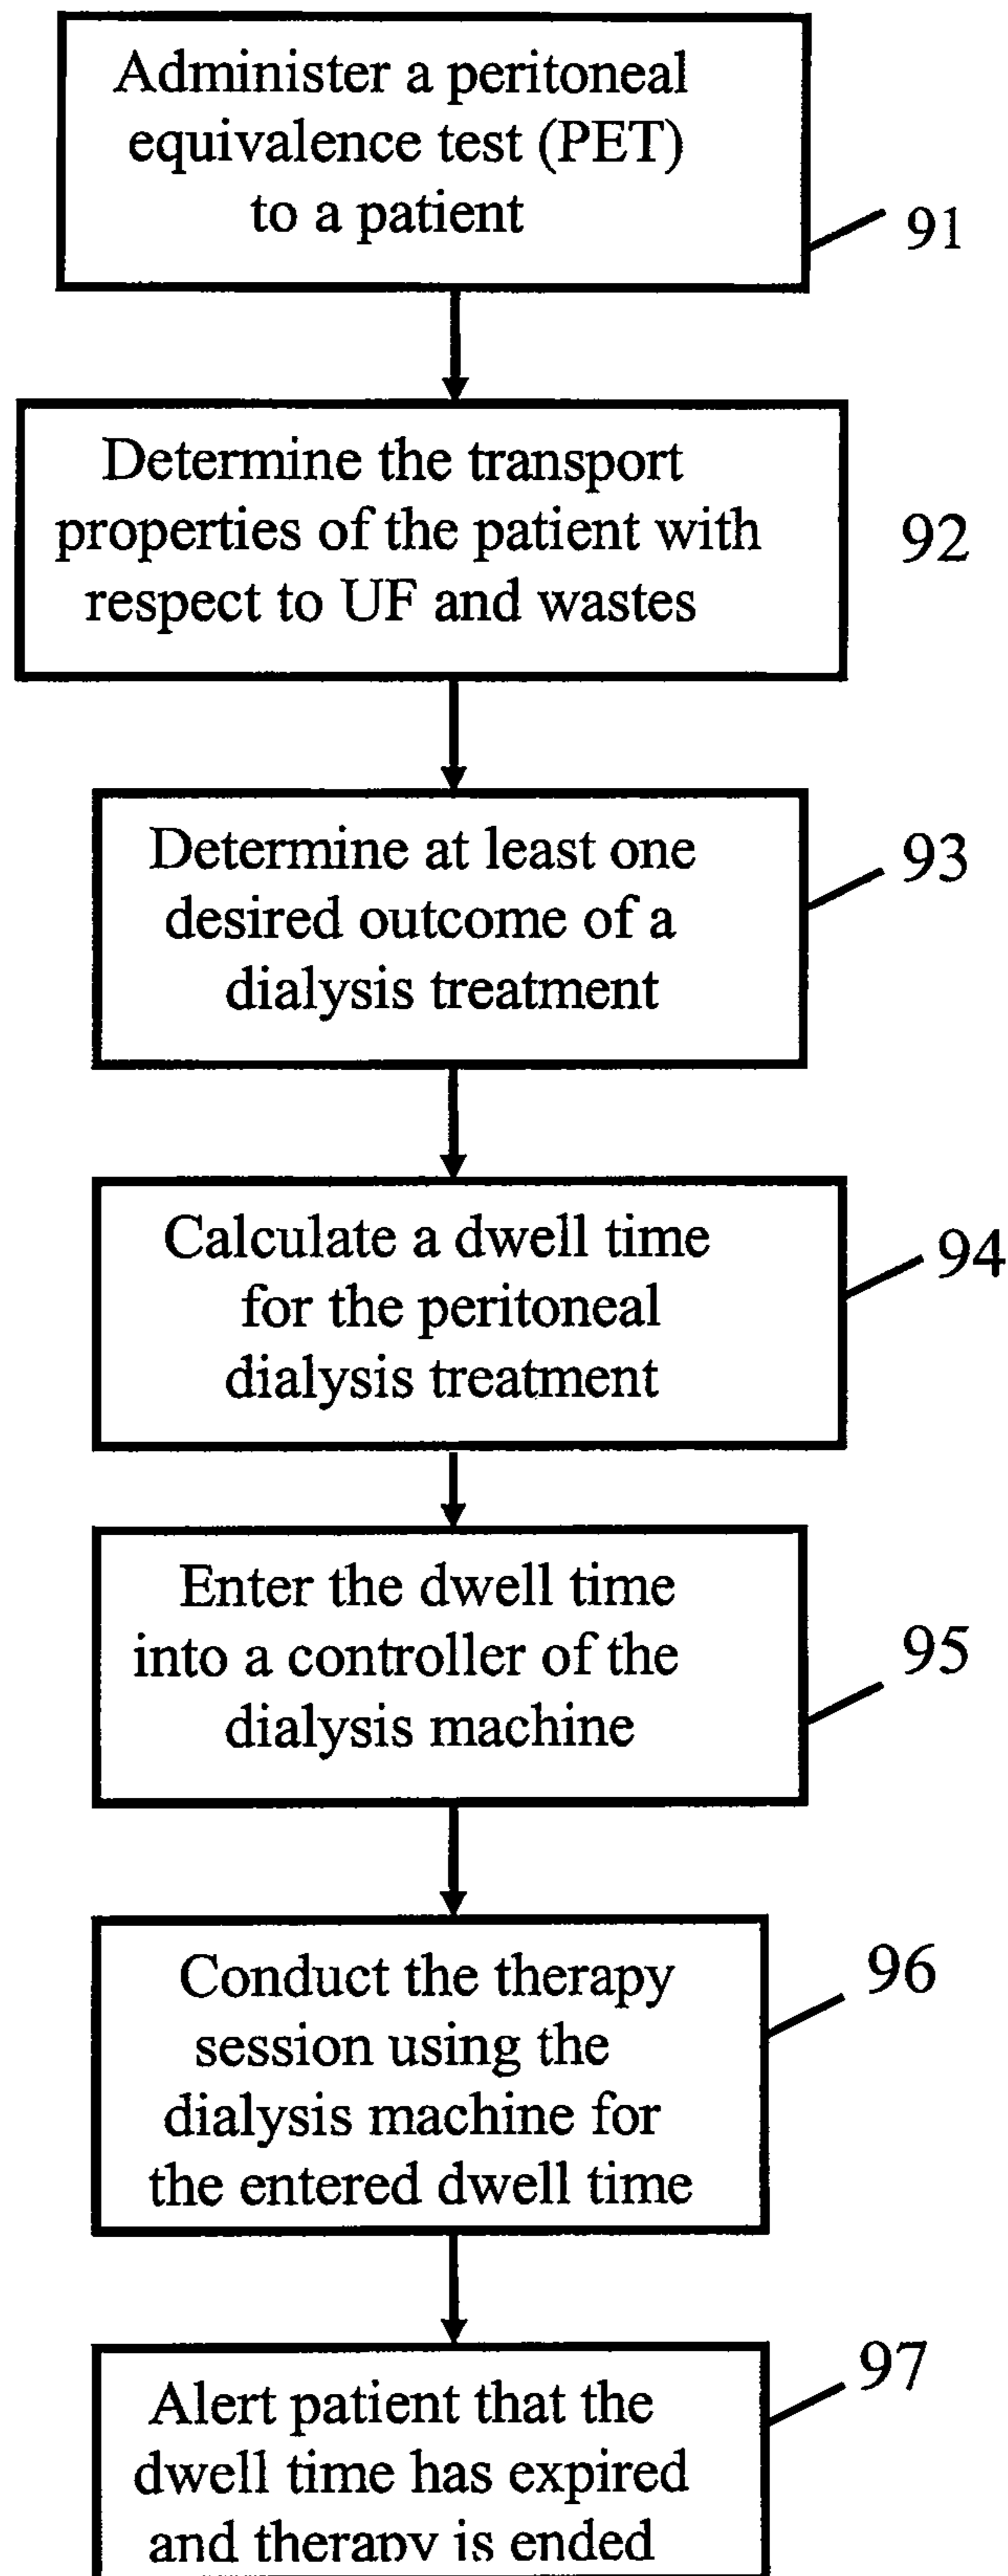 Administer a peritoneal
equivalence test (PET)
to a patient
91
Determine the transport
properties of the patient with
respect to UF and wastes
92
Determine at least one
desired outcome of a
dialysis treatment
93
Calculate a dwell time
for the peritoneal
dialysis treatment
94
Enter the dwell time
into a controller of the
dialysis machine
95
Conduct the therapy
session using the
dialysis machine for
the entered dwell time
96
Alert patient that the
dwell time has expired
and therapy is ended
97